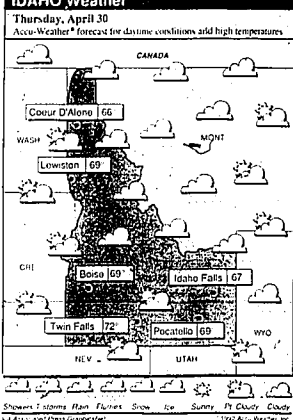 IDAHO Weather
Thursday, April 30
Accu-Weather® forecast for daytime conditions and high temperatures
CANADA
Coeur D'Alene 66°
WASH
MONT
Lewiston 69°
ORE
Boise 69°
Idaho Falls 67
Twin Falls 72°
Pocatello 69
WYO
NEV
UTAH
Showers T-storms Rain Flurries Snow Ice Sunny Pt Cloudy Cloudy